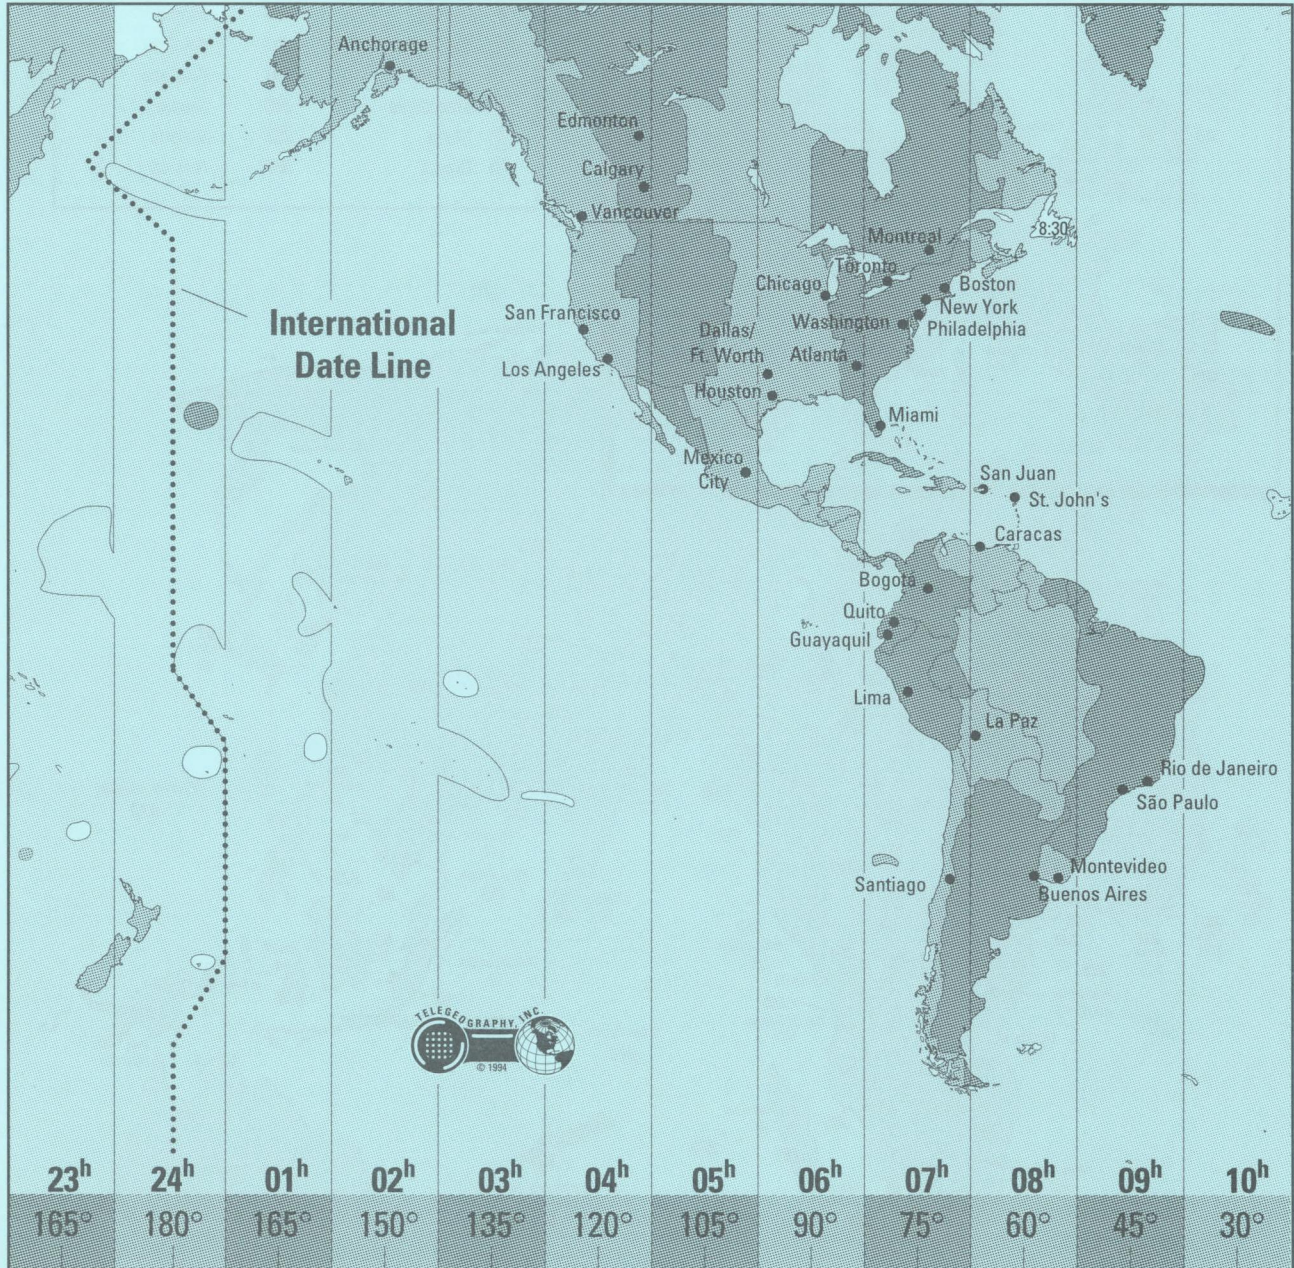 Anchorage
Edmonton
Calgary
Vancouver
8:30
Montreal
Toronto
Chicago
Boston
San Francisco
New York
International
Date Line
Dallas/
Ft. Worth
Washington
Philadelphia
Atlanta
Los Angeles
Houston
Miami
Mexico
City
San Juan
St. John's
Caracas
Bogotá
Quito
Guayaquil
Lima
La Paz
Rio de Janeiro
São Paulo
Montevideo
Santiago
Buenos Aires
TELEGEOGRAPHY, INC.
© 1994
23h 24h 01h 02h 03h 04h 05h 06h 07h 08h 09h 10h
165° 180° 165° 150° 135° 120° 105° 90° 75° 60° 45° 30°